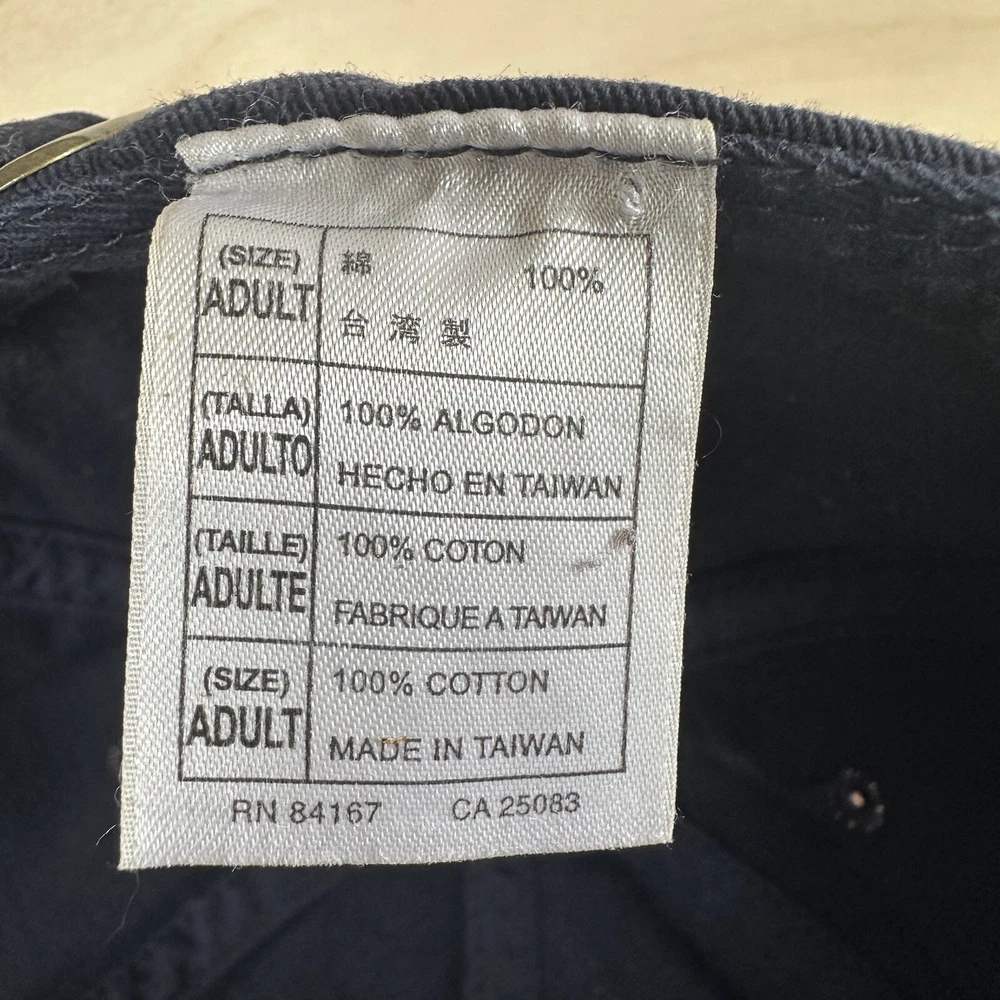 (SIZE)
ADULT
綿 100%
台湾製
(TALLA)
ADULTO
100% ALGODON
HECHO EN TAIWAN
(TAILLE)
ADULTE
100% COTON
FABRIQUE A TAIWAN
(SIZE)
ADULT
100% COTTON
MADE IN TAIWAN
RN 84167 CA 25083